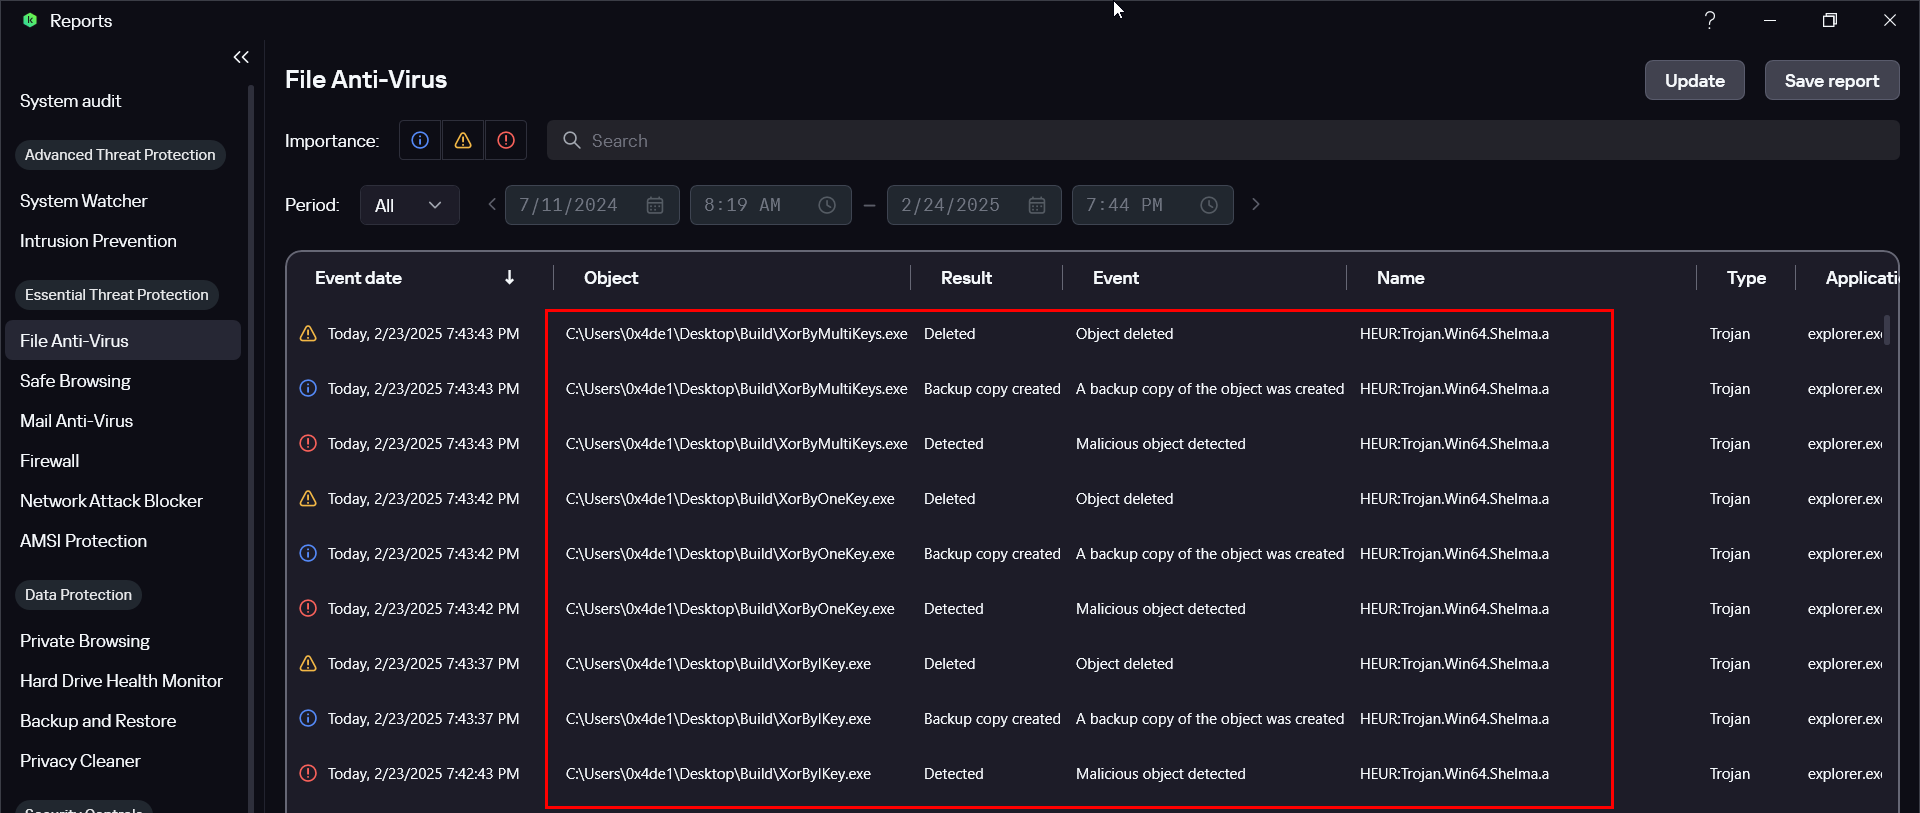 Reports
System audit
Advanced Threat Protection
System Watcher
Intrusion Prevention
Essential Threat Protection
File Anti-Virus
Safe Browsing
Mail Anti-Virus
Firewall
Network Attack Blocker
AMSI Protection
Data Protection
Private Browsing
Hard Drive Health Monitor
Backup and Restore
Privacy Cleaner
Security Controls
File Anti-Virus
Update Save report
Importance: Search
Period: All 7/11/2024 8:19 AM – 2/24/2025 7:44 PM
Event date Object Result Event Name Type Applicati
Today, 2/23/2025 7:43:43 PM C:\Users\0x4de1\Desktop\Build\XorByMultiKeys.exe Deleted Object deleted HEUR:Trojan.Win64.Shelma.a Trojan explorer.ex
Today, 2/23/2025 7:43:43 PM C:\Users\0x4de1\Desktop\Build\XorByMultiKeys.exe Backup copy created A backup copy of the object was created HEUR:Trojan.Win64.Shelma.a Trojan explorer.ex
Today, 2/23/2025 7:43:43 PM C:\Users\0x4de1\Desktop\Build\XorByMultiKeys.exe Detected Malicious object detected HEUR:Trojan.Win64.Shelma.a Trojan explorer.ex
Today, 2/23/2025 7:43:42 PM C:\Users\0x4de1\Desktop\Build\XorByOneKey.exe Deleted Object deleted HEUR:Trojan.Win64.Shelma.a Trojan explorer.ex
Today, 2/23/2025 7:43:42 PM C:\Users\0x4de1\Desktop\Build\XorByOneKey.exe Backup copy created A backup copy of the object was created HEUR:Trojan.Win64.Shelma.a Trojan explorer.ex
Today, 2/23/2025 7:43:42 PM C:\Users\0x4de1\Desktop\Build\XorByOneKey.exe Detected Malicious object detected HEUR:Trojan.Win64.Shelma.a Trojan explorer.ex
Today, 2/23/2025 7:43:37 PM C:\Users\0x4de1\Desktop\Build\XorByIKey.exe Deleted Object deleted HEUR:Trojan.Win64.Shelma.a Trojan explorer.ex
Today, 2/23/2025 7:43:37 PM C:\Users\0x4de1\Desktop\Build\XorByIKey.exe Backup copy created A backup copy of the object was created HEUR:Trojan.Win64.Shelma.a Trojan explorer.ex
Today, 2/23/2025 7:42:43 PM C:\Users\0x4de1\Desktop\Build\XorByIKey.exe Detected Malicious object detected HEUR:Trojan.Win64.Shelma.a Trojan explorer.ex